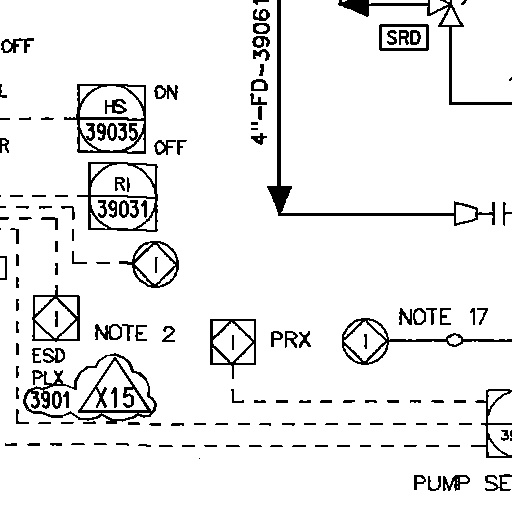 OFF
4"-FD-39061
SRD
ON
HS
39035
OFF
R
RI
39031
I
I
NOTE 2
ESD
PLX
3901
X15
I
PRX
I
NOTE 17
PUMP SE